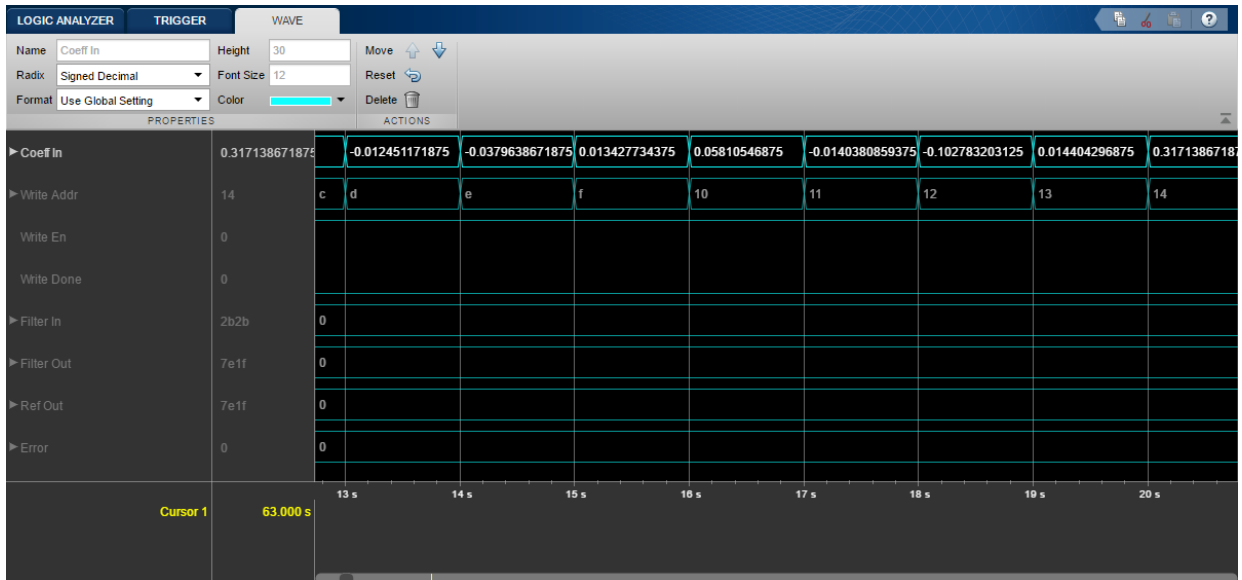 LOGIC ANALYZER TRIGGER WAVE ?
Name Coeff In Height 30 Move
Radix Signed Decimal Font Size 12 Reset
Format Use Global Setting Color Delete
PROPERTIES ACTIONS
Coeff In 0.317138671875 -0.012451171875 -0.0379638671875 0.013427734375 0.05810546875 -0.0140380859375 -0.102783203125 0.014404296875 0.3171386718
Write Addr 14 c d e f 10 11 12 13 14
Write En 0
Write Done 0
Filter In 2b2b 0
Filter Out 7e1f 0
Ref Out 7e1f 0
Error 0 0
13 s 14 s 15 s 16 s 17 s 18 s 19 s 20 s
Cursor 1 63.000 s